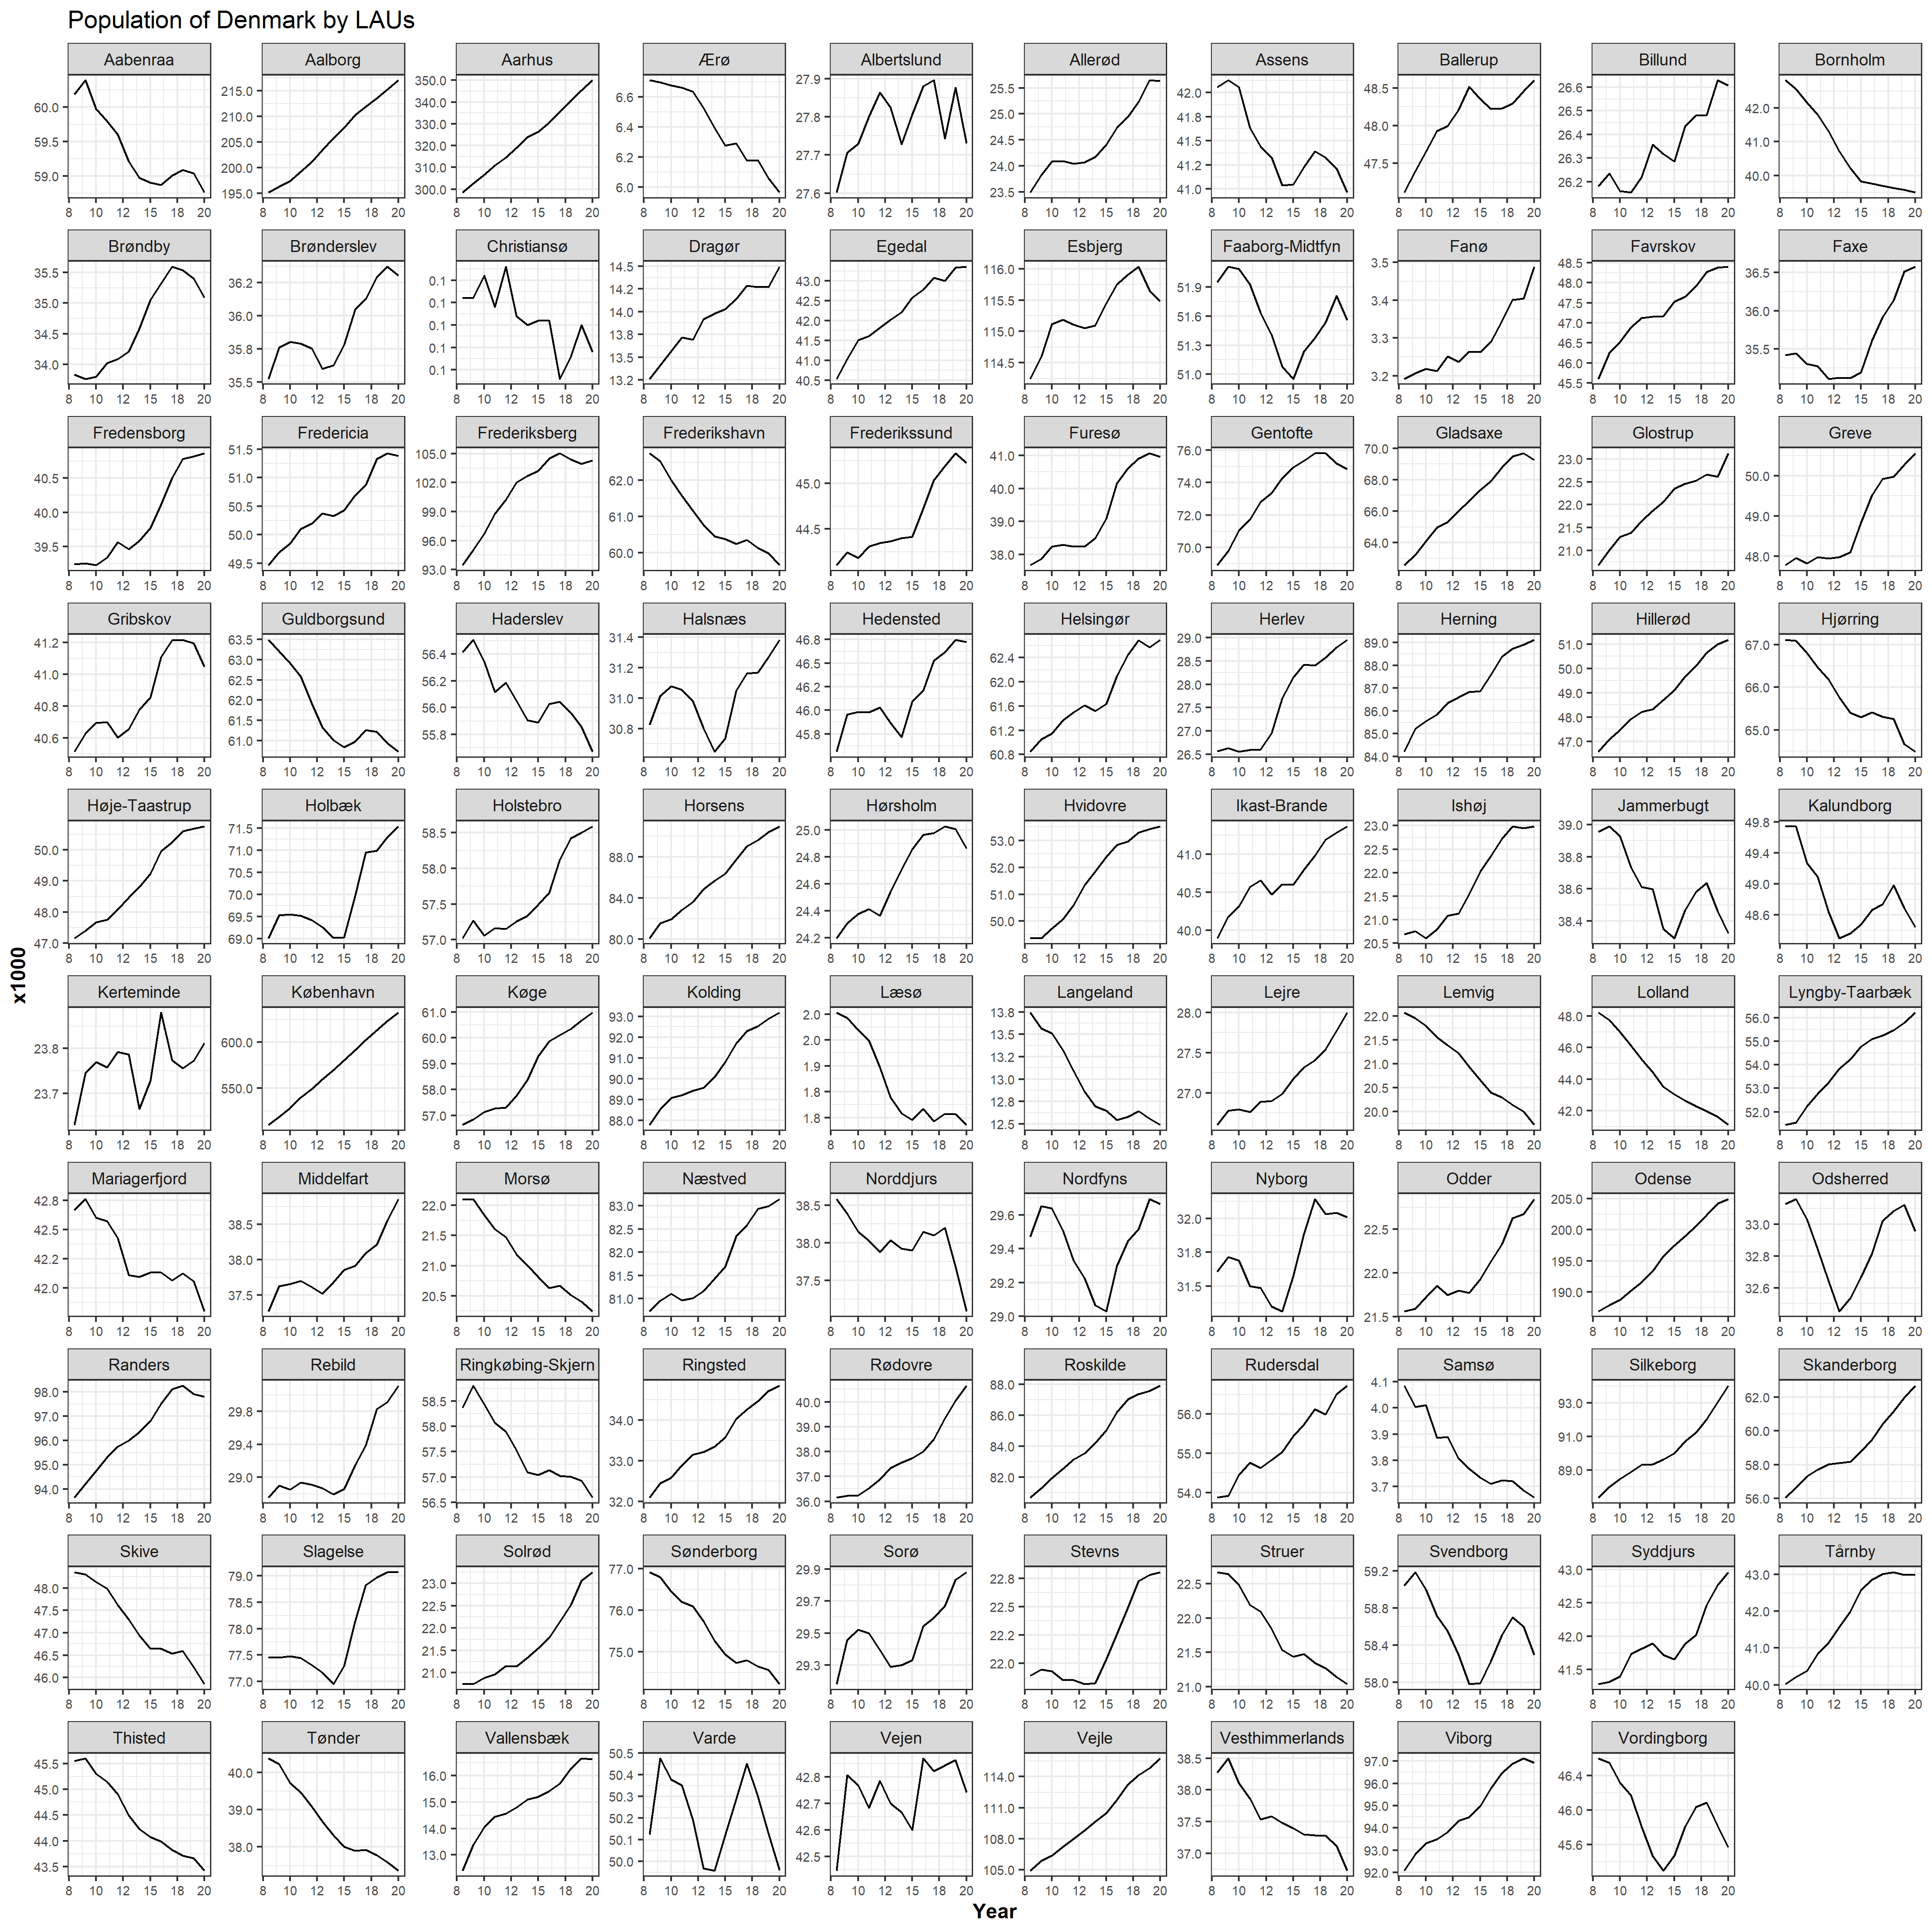 Population of Denmark by LAUs
Aabenraa Aalborg Aarhus Ærø Albertslund Allerød Assens Ballerup Billund Bornholm
60.0 59.5 59.0
215.0 210.0 205.0 200.0 195.0
350.0 340.0 330.0 320.0 310.0 300.0
6.6 6.4 6.2 6.0
27.9 27.8 27.7 27.6
25.5 25.0 24.5 24.0 23.5
42.0 41.8 41.5 41.2 41.0
48.5 48.0 47.5
26.6 26.5 26.4 26.3 26.2
42.0 41.0 40.0
8 10 12 15 18 20 8 10 12 15 18 20 8 10 12 15 18 20 8 10 12 15 18 20 8 10 12 15 18 20 8 10 12 15 18 20 8 10 12 15 18 20 8 10 12 15 18 20 8 10 12 15 18 20 8 10 12 15 18 20
Brøndby Brønderslev Christiansø Dragør Egedal Esbjerg Faaborg-Midtfyn Fanø Favrskov Faxe
35.5 35.0 34.5 34.0
36.2 36.0 35.8 35.5
0.1 0.1 0.1 0.1 0.1
14.5 14.2 14.0 13.8 13.5 13.2
43.0 42.5 42.0 41.5 41.0 40.5
116.0 115.5 115.0 114.5
51.9 51.6 51.3 51.0
3.5 3.4 3.3 3.2
48.5 48.0 47.5 47.0 46.5 46.0 45.5
36.5 36.0 35.5
8 10 12 15 18 20 8 10 12 15 18 20 8 10 12 15 18 20 8 10 12 15 18 20 8 10 12 15 18 20 8 10 12 15 18 20 8 10 12 15 18 20 8 10 12 15 18 20 8 10 12 15 18 20 8 10 12 15 18 20
Fredensborg Fredericia Frederiksberg Frederikshavn Frederikssund Furesø Gentofte Gladsaxe Glostrup Greve
40.5 40.0 39.5
51.5 51.0 50.5 50.0 49.5
105.0 102.0 99.0 96.0 93.0
62.0 61.0 60.0
45.0 44.5
41.0 40.0 39.0 38.0
76.0 74.0 72.0 70.0
70.0 68.0 66.0 64.0
23.0 22.5 22.0 21.5 21.0
50.0 49.0 48.0
8 10 12 15 18 20 8 10 12 15 18 20 8 10 12 15 18 20 8 10 12 15 18 20 8 10 12 15 18 20 8 10 12 15 18 20 8 10 12 15 18 20 8 10 12 15 18 20 8 10 12 15 18 20 8 10 12 15 18 20
Gribskov Guldborgsund Haderslev Halsnæs Hedensted Helsingør Herlev Herning Hillerød Hjørring
41.2 41.0 40.8 40.6
63.5 63.0 62.5 62.0 61.5 61.0
56.4 56.2 56.0 55.8
31.4 31.2 31.0 30.8
46.8 46.5 46.2 46.0 45.8
62.4 62.0 61.6 61.2 60.8
29.0 28.5 28.0 27.5 27.0 26.5
89.0 88.0 87.0 86.0 85.0 84.0
51.0 50.0 49.0 48.0 47.0
67.0 66.0 65.0
8 10 12 15 18 20 8 10 12 15 18 20 8 10 12 15 18 20 8 10 12 15 18 20 8 10 12 15 18 20 8 10 12 15 18 20 8 10 12 15 18 20 8 10 12 15 18 20 8 10 12 15 18 20 8 10 12 15 18 20
Høje-Taastrup Holbæk Holstebro Horsens Hørsholm Hvidovre Ikast-Brande Ishøj Jammerbugt Kalundborg
50.0 49.0 48.0 47.0
71.5 71.0 70.5 70.0 69.5 69.0
58.5 58.0 57.5 57.0
88.0 84.0 80.0
25.0 24.8 24.6 24.4 24.2
53.0 52.0 51.0 50.0
41.0 40.5 40.0
23.0 22.5 22.0 21.5 21.0 20.5
39.0 38.8 38.6 38.4
49.8 49.4 49.0 48.6
8 10 12 15 18 20 8 10 12 15 18 20 8 10 12 15 18 20 8 10 12 15 18 20 8 10 12 15 18 20 8 10 12 15 18 20 8 10 12 15 18 20 8 10 12 15 18 20 8 10 12 15 18 20 8 10 12 15 18 20
x1000
Kerteminde København Køge Kolding Læsø Langeland Lejre Lemvig Lolland Lyngby-Taarbæk
23.8 23.7
600.0 550.0
61.0 60.0 59.0 58.0 57.0
93.0 92.0 91.0 90.0 89.0 88.0
2.0 2.0 1.9 1.8 1.8
13.8 13.5 13.2 13.0 12.8 12.5
28.0 27.5 27.0
22.0 21.5 21.0 20.5 20.0
48.0 46.0 44.0 42.0
56.0 55.0 54.0 53.0 52.0
8 10 12 15 18 20 8 10 12 15 18 20 8 10 12 15 18 20 8 10 12 15 18 20 8 10 12 15 18 20 8 10 12 15 18 20 8 10 12 15 18 20 8 10 12 15 18 20 8 10 12 15 18 20 8 10 12 15 18 20
Mariagerfjord Middelfart Morsø Næstved Norddjurs Nordfyns Nyborg Odder Odense Odsherred
42.8 42.5 42.2 42.0
38.5 38.0 37.5
22.0 21.5 21.0 20.5
83.0 82.5 82.0 81.5 81.0
38.5 38.0 37.5
29.6 29.4 29.2 29.0
32.0 31.8 31.5
22.5 22.0 21.5
205.0 200.0 195.0 190.0
33.0 32.8 32.6
8 10 12 15 18 20 8 10 12 15 18 20 8 10 12 15 18 20 8 10 12 15 18 20 8 10 12 15 18 20 8 10 12 15 18 20 8 10 12 15 18 20 8 10 12 15 18 20 8 10 12 15 18 20 8 10 12 15 18 20
Randers Rebild Ringkøbing-Skjern Ringsted Rødovre Roskilde Rudersdal Samsø Silkeborg Skanderborg
98.0 97.0 96.0 95.0 94.0
29.8 29.4 29.0
58.5 58.0 57.5 57.0 56.5
34.0 33.0 32.0
40.0 39.0 38.0 37.0 36.0
88.0 86.0 84.0 82.0
56.0 55.0 54.0
4.1 4.0 3.9 3.8 3.7
93.0 91.0 89.0
62.0 60.0 58.0 56.0
8 10 12 15 18 20 8 10 12 15 18 20 8 10 12 15 18 20 8 10 12 15 18 20 8 10 12 15 18 20 8 10 12 15 18 20 8 10 12 15 18 20 8 10 12 15 18 20 8 10 12 15 18 20 8 10 12 15 18 20
Skive Slagelse Solrød Sønderborg Sorø Stevns Struer Svendborg Syddjurs Tårnby
48.0 47.5 47.0 46.5 46.0
79.0 78.5 78.0 77.5 77.0
23.0 22.5 22.0 21.5 21.0
77.0 76.0 75.0
29.9 29.7 29.5 29.3
22.8 22.5 22.2 22.0
22.5 22.0 21.5 21.0
59.2 58.8 58.4 58.0
43.0 42.5 42.0 41.5
43.0 42.0 41.0 40.0
8 10 12 15 18 20 8 10 12 15 18 20 8 10 12 15 18 20 8 10 12 15 18 20 8 10 12 15 18 20 8 10 12 15 18 20 8 10 12 15 18 20 8 10 12 15 18 20 8 10 12 15 18 20 8 10 12 15 18 20
Thisted Tønder Vallensbæk Varde Vejen Vejle Vesthimmerlands Viborg Vordingborg
45.5 45.0 44.5 44.0 43.5
40.0 39.0 38.0
16.0 15.0 14.0 13.0
50.5 50.4 50.3 50.2 50.1 50.0
42.8 42.7 42.6 42.5
114.0 111.0 108.0 105.0
38.5 38.0 37.5 37.0
97.0 96.0 95.0 94.0 93.0 92.0
46.4 46.0 45.6
8 10 12 15 18 20 8 10 12 15 18 20 8 10 12 15 18 20 8 10 12 15 18 20 8 10 12 15 18 20 8 10 12 15 18 20 8 10 12 15 18 20 8 10 12 15 18 20 8 10 12 15 18 20
Year